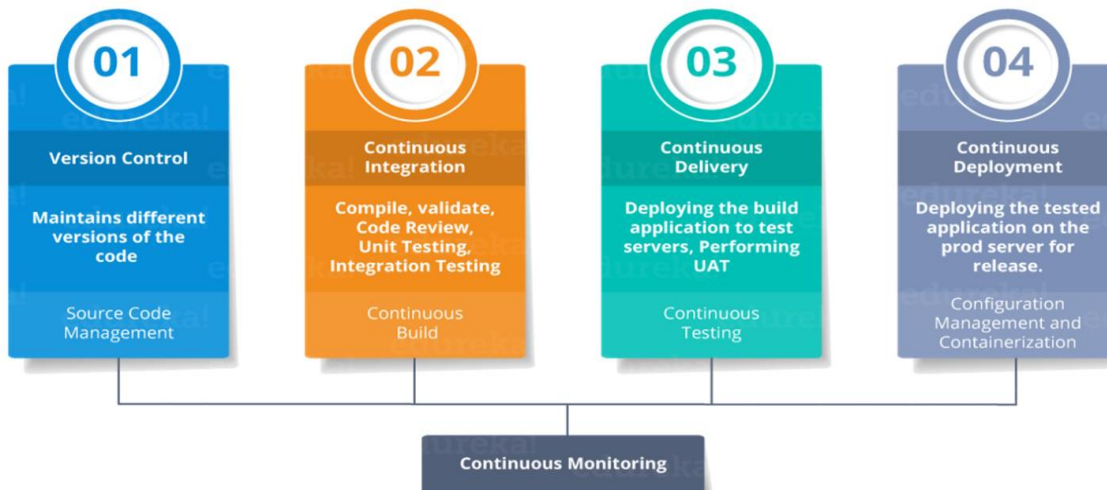 01
Version Control
Maintains different
versions of the
code
Source Code
Management
02
Continuous
Integration
Compile, validate,
Code Review,
Unit Testing,
Integration Testing
Continuous
Build
03
Continuous
Delivery
Deploying the build
application to test
servers, Performing
UAT
Continuous
Testing
04
Continuous
Deployment
Deploying the tested
application on the
prod server for
release.
Configuration
Management and
Containerization
Continuous Monitoring
edureka!